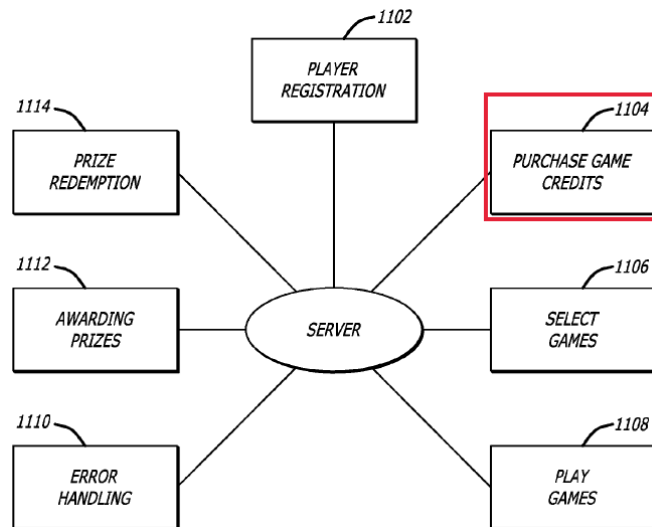 1102
PLAYER
REGISTRATION
1114
PRIZE
REDEMPTION
1104
PURCHASE GAME
CREDITS
1112
AWARDING
PRIZES
SERVER
1106
SELECT
GAMES
1110
ERROR
HANDLING
1108
PLAY
GAMES